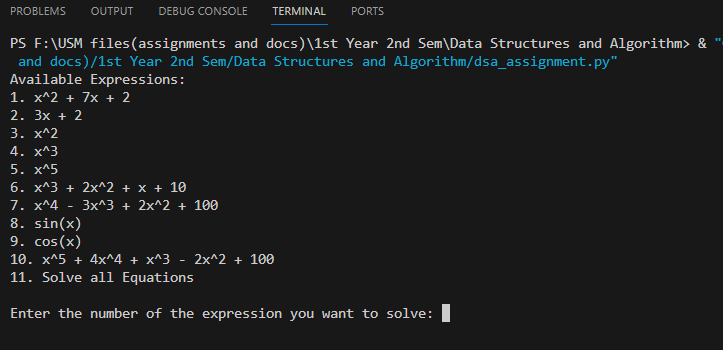 PROBLEMS OUTPUT DEBUG CONSOLE TERMINAL PORTS
PS F:\USM files(assignments and docs)\1st Year 2nd Sem\Data Structures and Algorithm> & "
and docs)/1st Year 2nd Sem/Data Structures and Algorithm/dsa_assignment.py"
Available Expressions:
1. x^2 + 7x + 2
2. 3x + 2
3. x^2
4. x^3
5. x^5
6. x^3 + 2x^2 + x + 10
7. x^4 - 3x^3 + 2x^2 + 100
8. sin(x)
9. cos(x)
10. x^5 + 4x^4 + x^3 - 2x^2 + 100
11. Solve all Equations
Enter the number of the expression you want to solve: